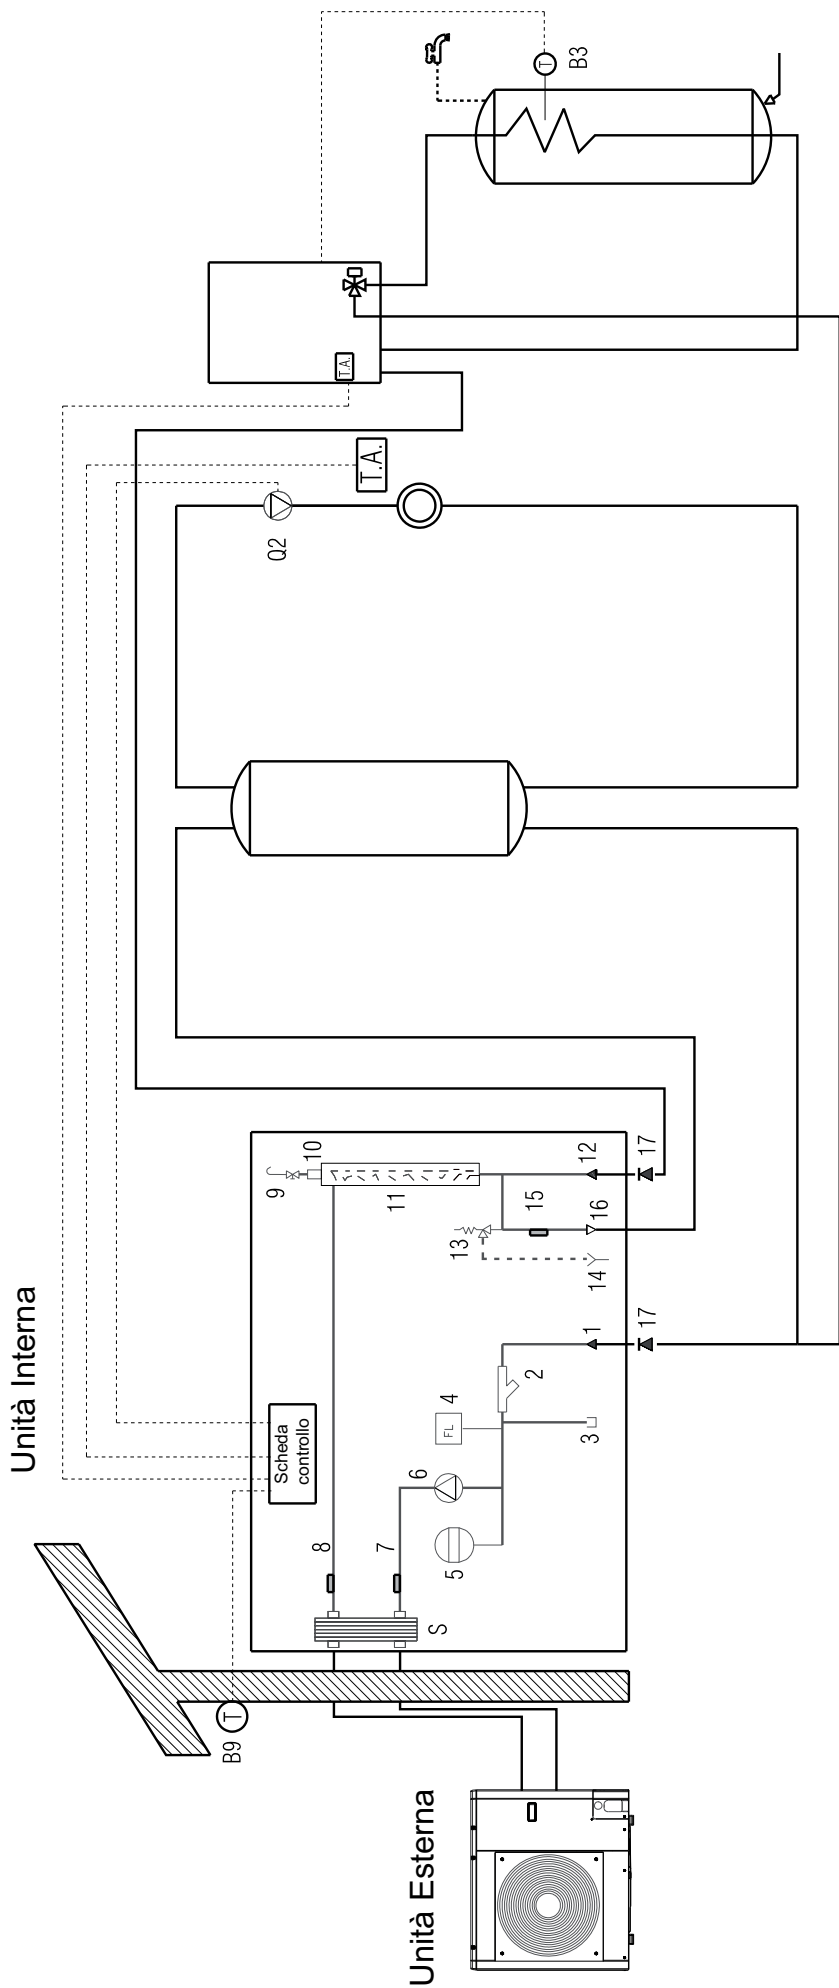 Unità Interna
Unità Esterna
Scheda
controllo
B9
T
S
8
7
5
6
4
FL
3
2
1
17
9
10
11
13
14
15
16
12
17
Q2
T.A.
T.A.
T
B3